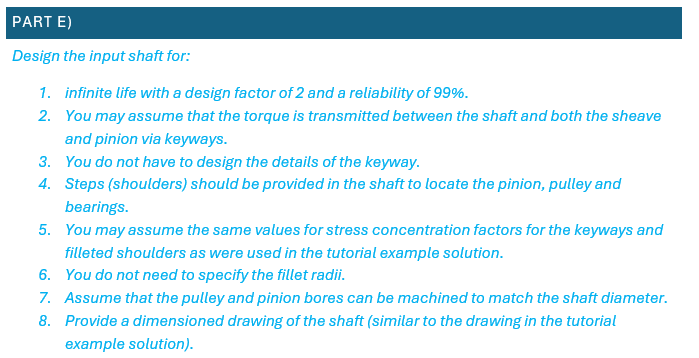 PART E)
Design the input shaft for:
1. infinite life with a design factor of 2 and a reliability of 99%.
2. You may assume that the torque is transmitted between the shaft and both the sheave
and pinion via keyways.
3. You do not have to design the details of the keyway.
4. Steps (shoulders) should be provided in the shaft to locate the pinion, pulley and
bearings.
5. You may assume the same values for stress concentration factors for the keyways and
filleted shoulders as were used in the tutorial example solution.
6. You do not need to specify the fillet radii.
7. Assume that the pulley and pinion bores can be machined to match the shaft diameter.
8. Provide a dimensioned drawing of the shaft (similar to the drawing in the tutorial
example solution).